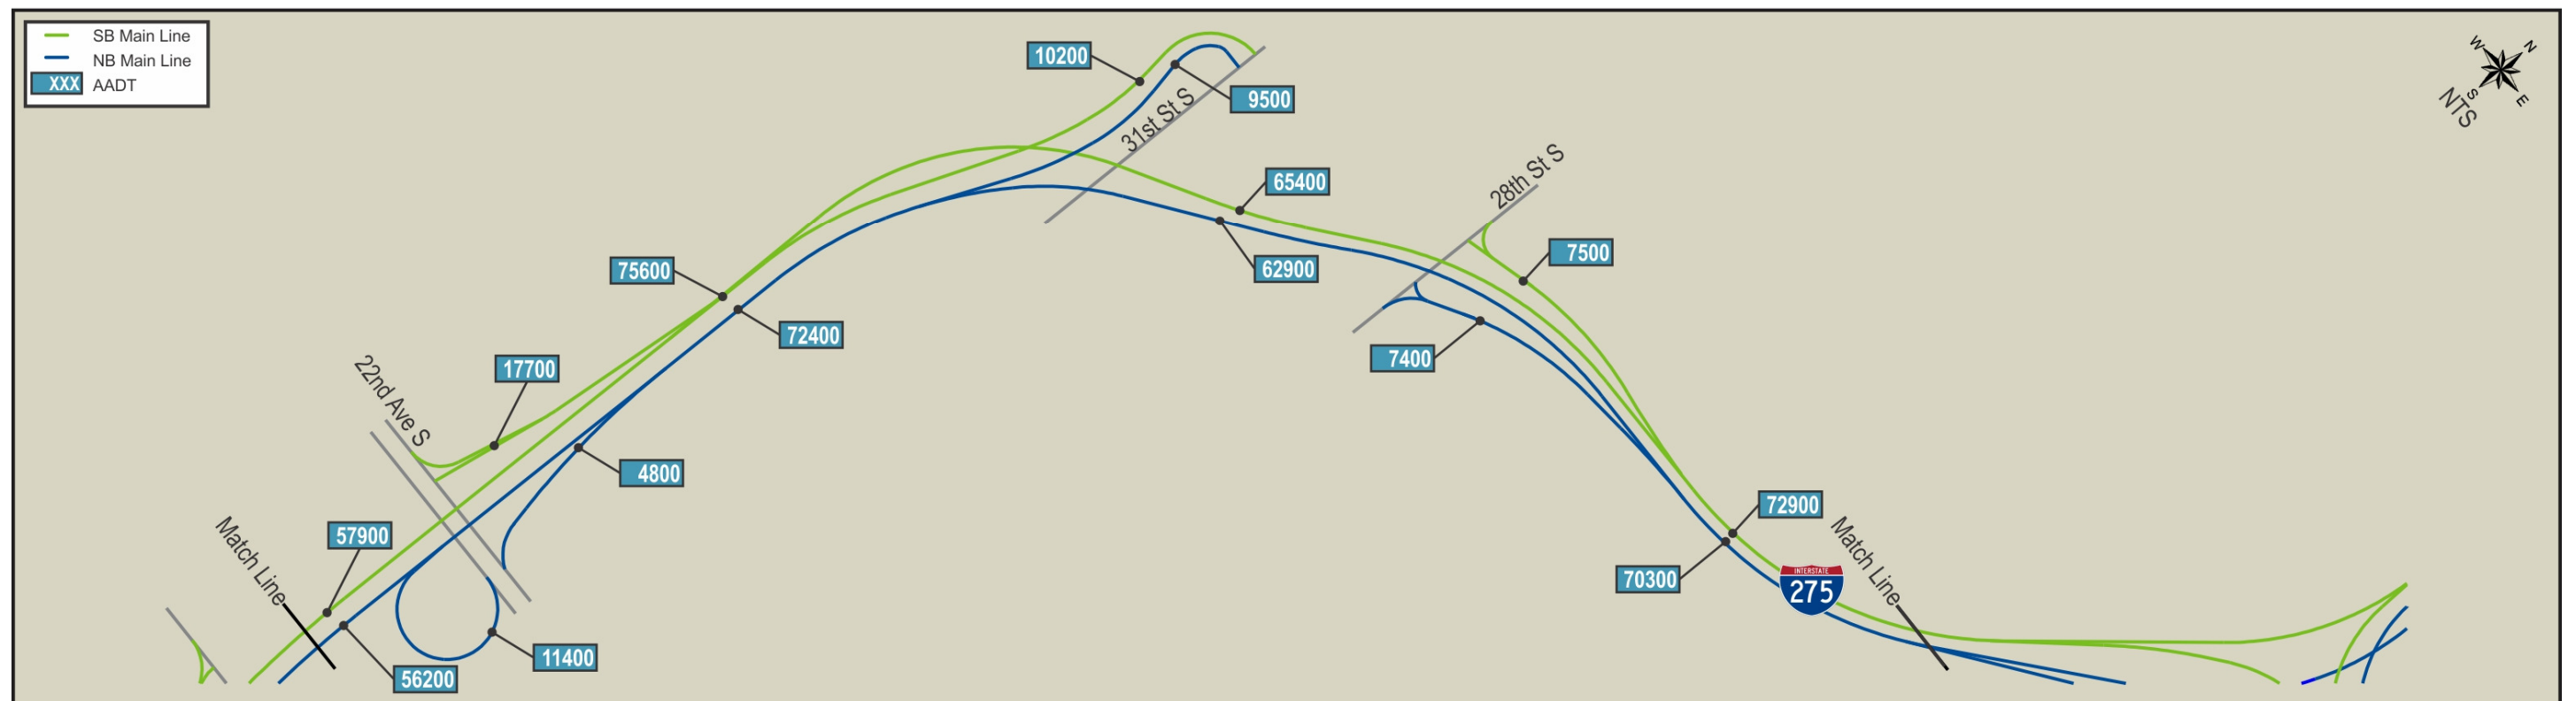 SB Main Line
NB Main Line
XXX AADT
10200
9500
31st St S
W
N
S
E
NTS
65400
62900
28th St S
7500
7400
75600
72400
17700
22nd Ave S
4800
57900
Match Line
56200
11400
72900
70300
INTERSTATE
275
Match Line